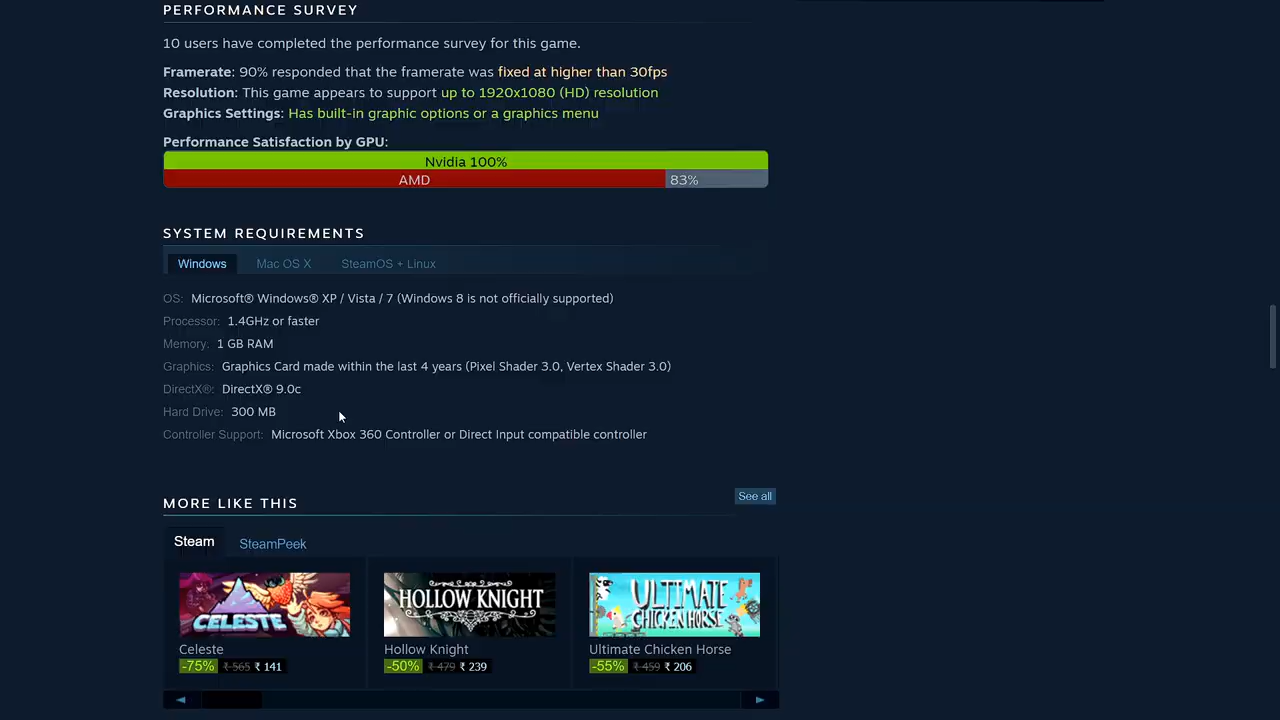 PERFORMANCE SURVEY
10 users have completed the performance survey for this game.
Framerate: 90% responded that the framerate was fixed at higher than 30fps
Resolution: This game appears to support up to 1920x1080 (HD) resolution
Graphics Settings: Has built-in graphic options or a graphics menu
Performance Satisfaction by GPU:
Nvidia 100%
AMD 83%
SYSTEM REQUIREMENTS
Windows Mac OS X SteamOS + Linux
OS: Microsoft® Windows® XP / Vista / 7 (Windows 8 is not officially supported)
Processor: 1.4GHz or faster
Memory: 1 GB RAM
Graphics: Graphics Card made within the last 4 years (Pixel Shader 3.0, Vertex Shader 3.0)
DirectX®: DirectX® 9.0c
Hard Drive: 300 MB
Controller Support: Microsoft Xbox 360 Controller or Direct Input compatible controller
MORE LIKE THIS See all
Steam SteamPeek
CELESTE HOLLOW KNIGHT ULTIMATE CHICKEN HORSE
Celeste Hollow Knight Ultimate Chicken Horse
-75% ₹ 565 ₹ 141 -50% ₹ 479 ₹ 239 -55% ₹ 459 ₹ 206